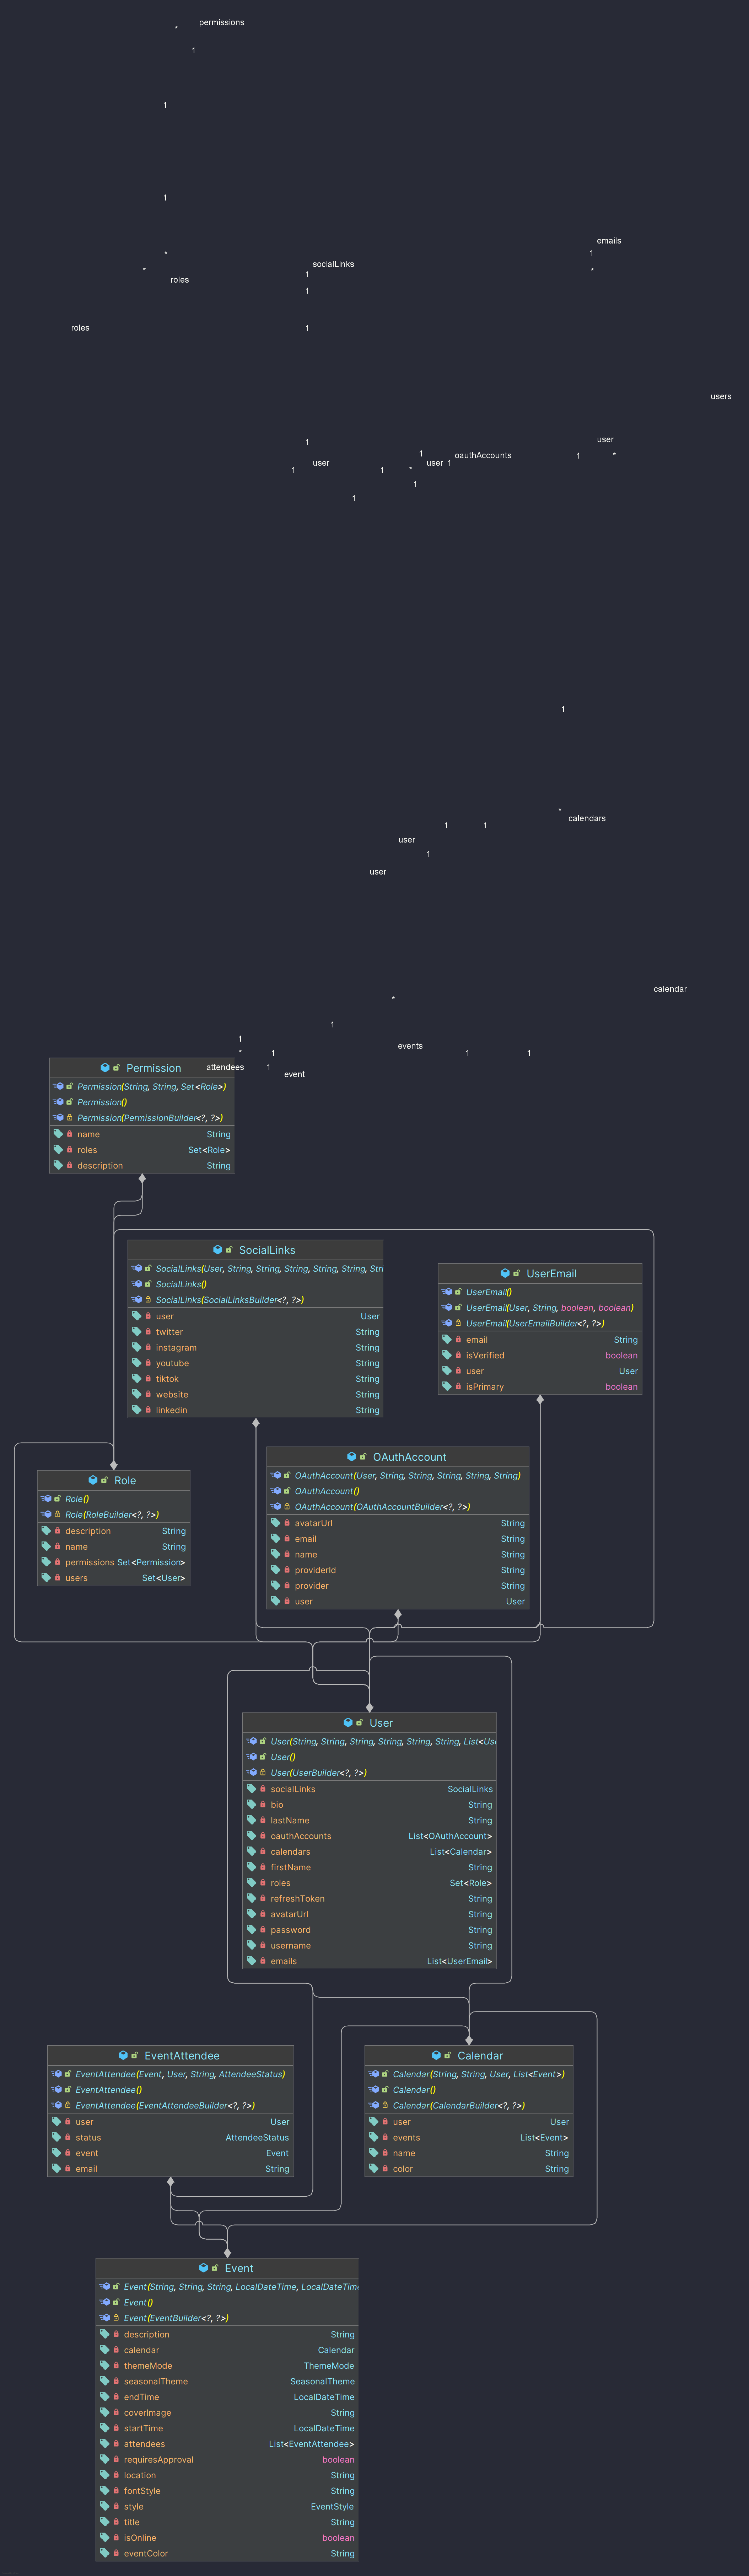 permissions
*
1
1
1
emails
*
1
socialLinks
*
1
*
roles
1
roles
1
users
1
user
1
user
1
oauthAccounts
1
user
1
*
1
1
*
1
1
1
*
calendars
1
1
user
1
user
calendar
*
1
1
events
*
1
1
1
attendees
1
event
Permission
Permission(String, String, Set<Role>)
Permission()
Permission(PermissionBuilder<?, ?>)
name String
roles Set<Role>
description String
SocialLinks
SocialLinks(User, String, String, String, String, String, Stri
SocialLinks()
SocialLinks(SocialLinksBuilder<?, ?>)
user User
twitter String
instagram String
youtube String
tiktok String
website String
linkedin String
UserEmail
UserEmail()
UserEmail(User, String, boolean, boolean)
UserEmail(UserEmailBuilder<?, ?>)
email String
isVerified boolean
user User
isPrimary boolean
OAuthAccount
OAuthAccount(User, String, String, String, String, String)
OAuthAccount()
OAuthAccount(OAuthAccountBuilder<?, ?>)
avatarUrl String
email String
name String
providerId String
provider String
user User
Role
Role()
Role(RoleBuilder<?, ?>)
description String
name String
permissions Set<Permission>
users Set<User>
User
User(String, String, String, String, String, String, List<Use
User()
User(UserBuilder<?, ?>)
socialLinks SocialLinks
bio String
lastName String
oauthAccounts List<OAuthAccount>
calendars List<Calendar>
firstName String
roles Set<Role>
refreshToken String
avatarUrl String
password String
username String
emails List<UserEmail>
EventAttendee
EventAttendee(Event, User, String, AttendeeStatus)
EventAttendee()
EventAttendee(EventAttendeeBuilder<?, ?>)
user User
status AttendeeStatus
event Event
email String
Calendar
Calendar(String, String, User, List<Event>)
Calendar()
Calendar(CalendarBuilder<?, ?>)
user User
events List<Event>
name String
color String
Event
Event(String, String, String, LocalDateTime, LocalDateTime
Event()
Event(EventBuilder<?, ?>)
description String
calendar Calendar
themeMode ThemeMode
seasonalTheme SeasonalTheme
endTime LocalDateTime
coverImage String
startTime LocalDateTime
attendees List<EventAttendee>
requiresApproval boolean
location String
fontStyle String
style EventStyle
title String
isOnline boolean
eventColor String